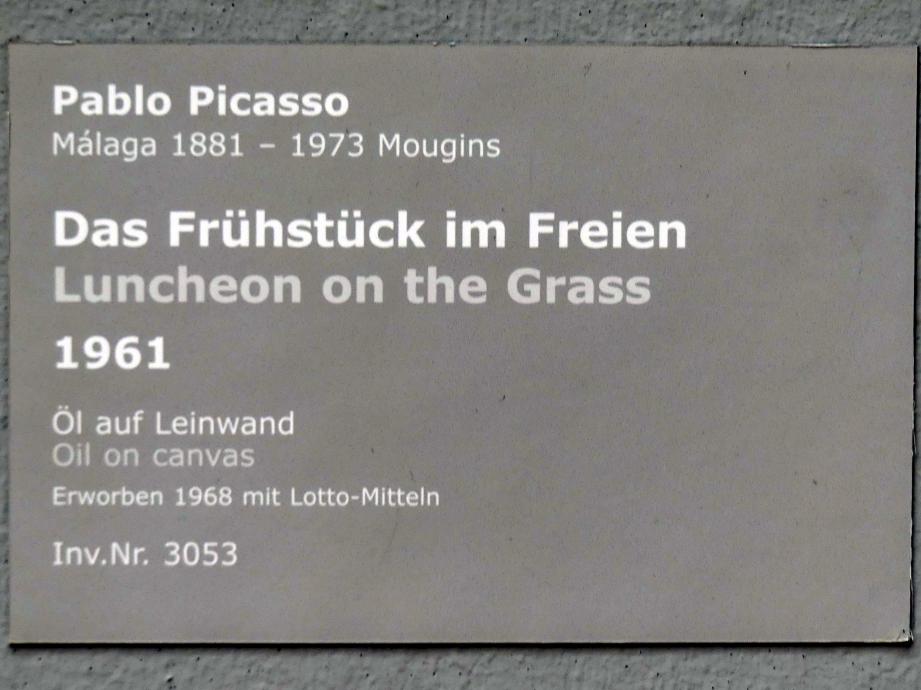 Pablo Picasso
Málaga 1881 – 1973 Mougins
Das Frühstück im Freien
Luncheon on the Grass
1961
Öl auf Leinwand
Oil on canvas
Erworben 1968 mit Lotto-Mitteln
Inv.Nr. 3053